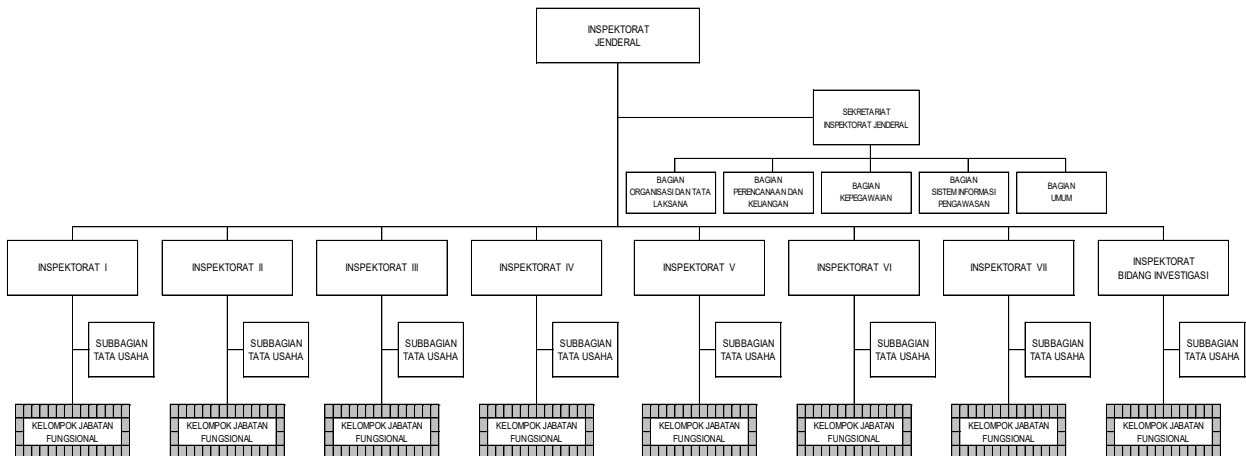 INSPEKTORAT
JENDERAL
SEKRETARIAT
INSPEKTORAT JENDERAL
BAGIAN
ORGANISASI DAN TATA
LAKSANA
BAGIAN
PERENCANAAN DAN
KEUANGAN
BAGIAN
KEPEGAWAIAN
BAGIAN
SISTEM INFORMASI
PENGAWASAN
BAGIAN
UMUM
INSPEKTORAT I
INSPEKTORAT II
INSPEKTORAT III
INSPEKTORAT IV
INSPEKTORAT V
INSPEKTORAT VI
INSPEKTORAT VII
INSPEKTORAT
BIDANG INVESTIGASI
SUBBAGIAN
TATA USAHA
SUBBAGIAN
TATA USAHA
SUBBAGIAN
TATA USAHA
SUBBAGIAN
TATA USAHA
SUBBAGIAN
TATA USAHA
SUBBAGIAN
TATA USAHA
SUBBAGIAN
TATA USAHA
SUBBAGIAN
TATA USAHA
KELOMPOK JABATAN
FUNGSIONAL
KELOMPOK JABATAN
FUNGSIONAL
KELOMPOK JABATAN
FUNGSIONAL
KELOMPOK JABATAN
FUNGSIONAL
KELOMPOK JABATAN
FUNGSIONAL
KELOMPOK JABATAN
FUNGSIONAL
KELOMPOK JABATAN
FUNGSIONAL
KELOMPOK JABATAN
FUNGSIONAL